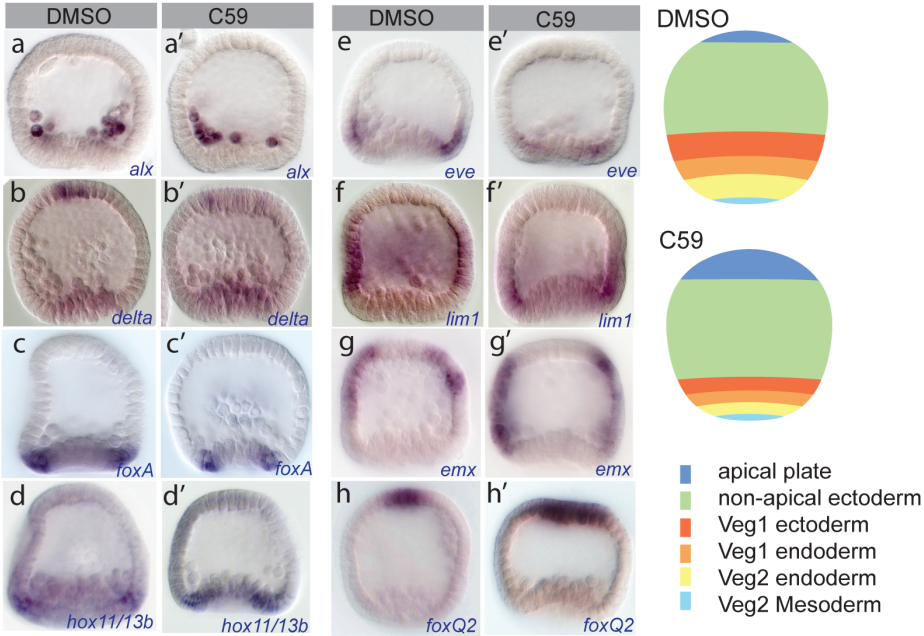 DMSO
C59
DMSO
C59
DMSO
a
alx
a′
alx
e
eve
e′
eve
b
delta
b′
delta
f
lim1
f′
lim1
C59
c
foxA
c′
foxA
g
emx
g′
emx
d
hox11/13b
d′
hox11/13b
h
foxQ2
h′
foxQ2
apical plate
non-apical ectoderm
Veg1 ectoderm
Veg1 endoderm
Veg2 endoderm
Veg2 Mesoderm